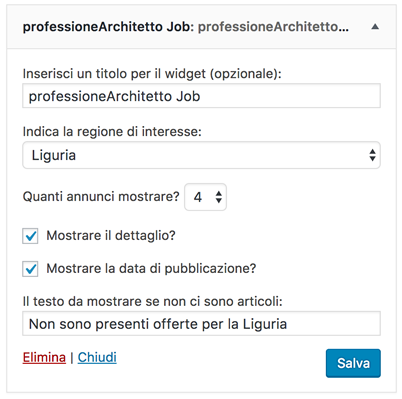 professioneArchitetto Job: professioneArchitetto...
Inserisci un titolo per il widget (opzionale):
professioneArchitetto Job
Indica la regione di interesse:
Liguria
Quanti annunci mostrare? 4
Mostrare il dettaglio?
Mostrare la data di pubblicazione?
Il testo da mostrare se non ci sono articoli:
Non sono presenti offerte per la Liguria
Elimina | Chiudi Salva